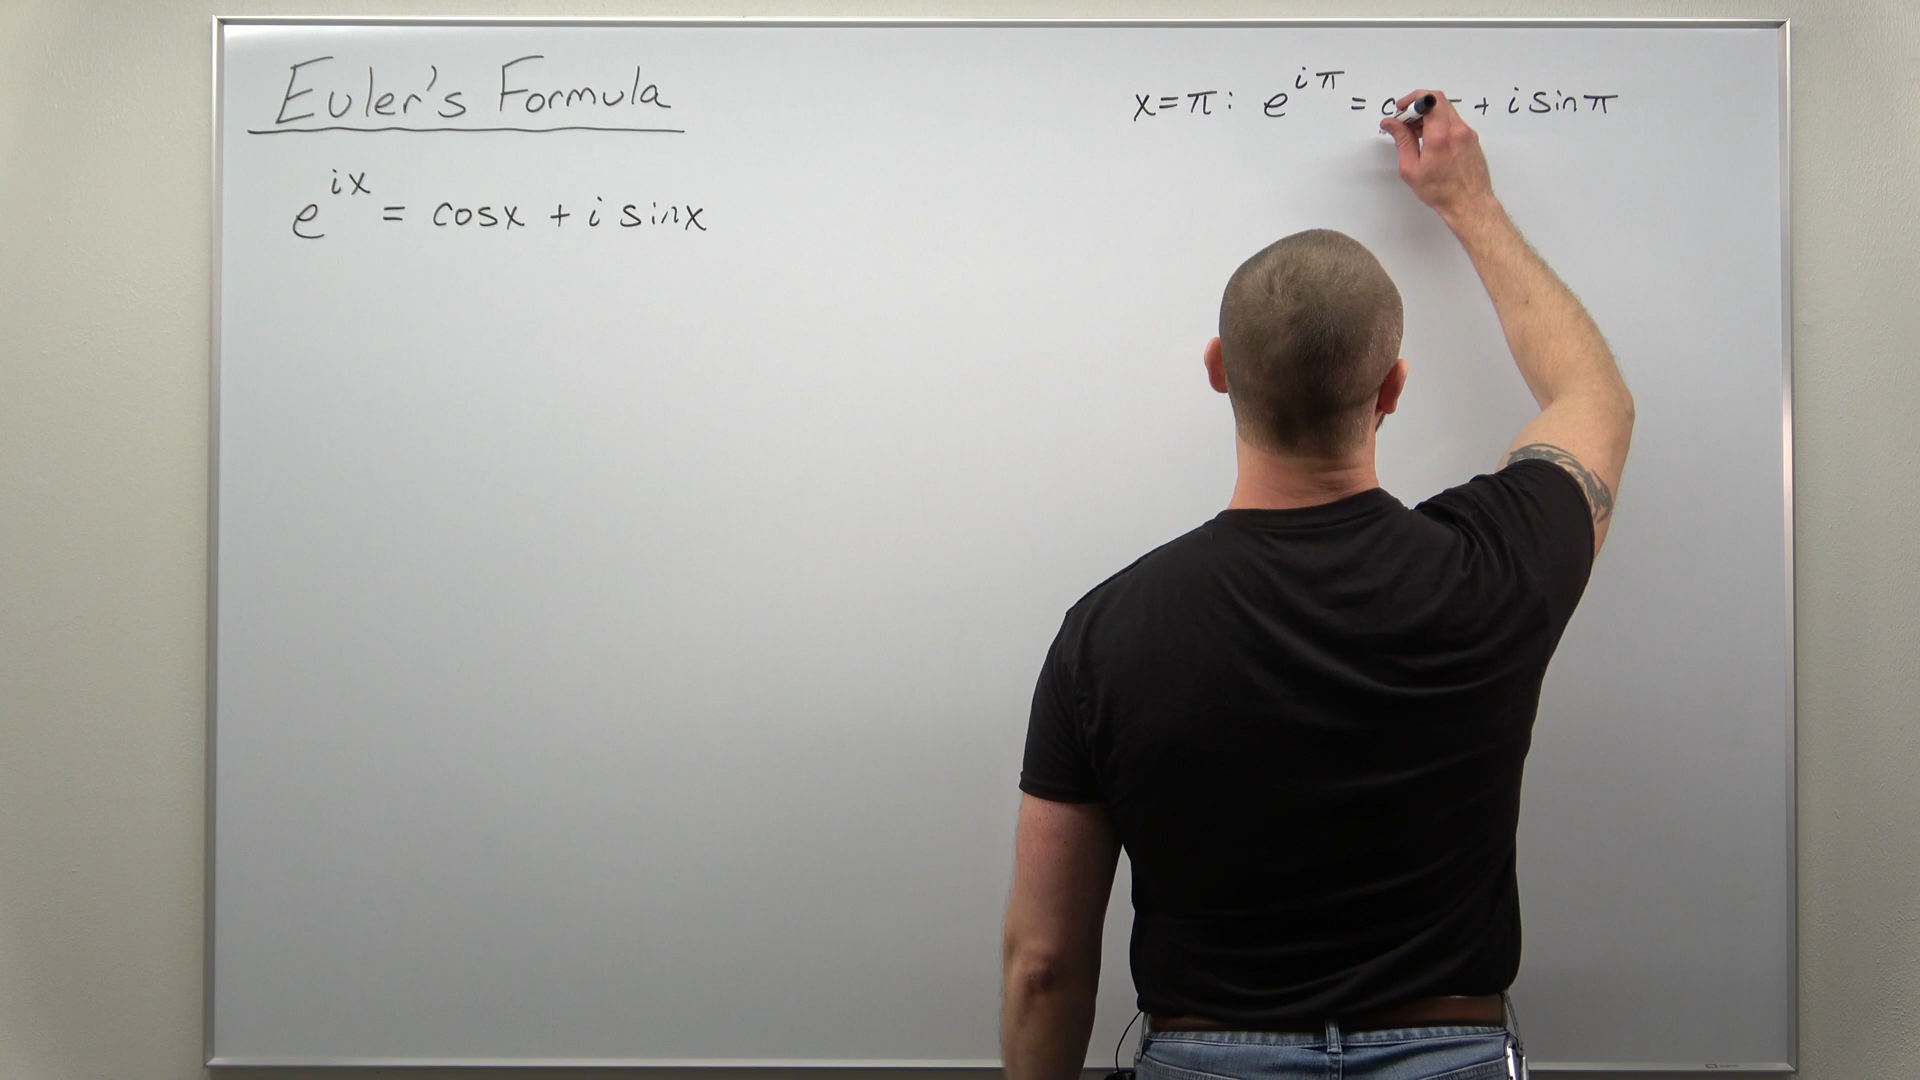 Euler's Formula
e^{ix} = cosx + i sinx
x=π: e^{iπ} = + i sinπ